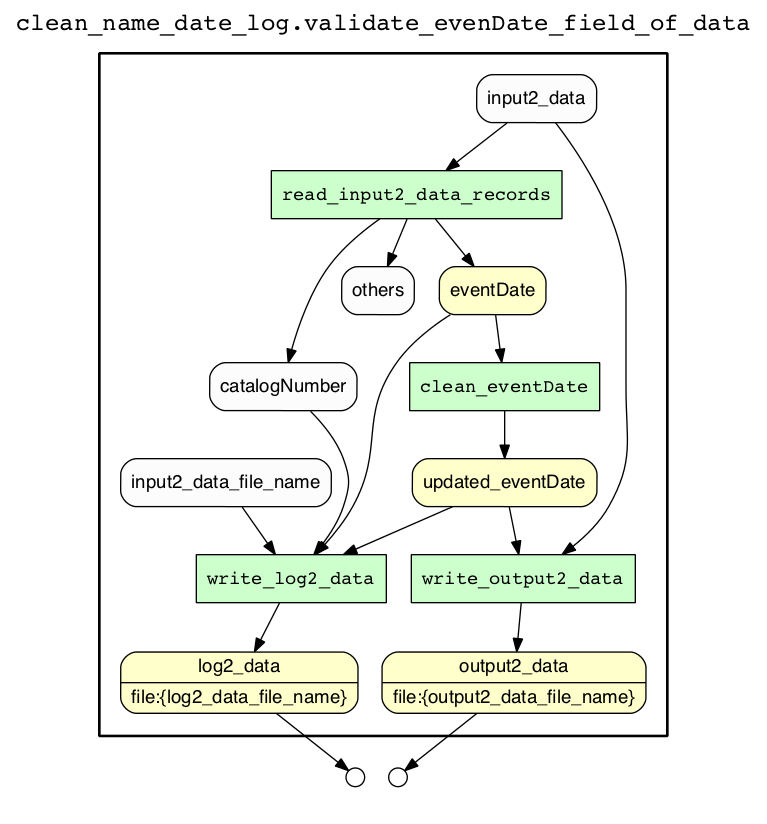 clean_name_date_log.validate_evenDate_field_of_data
input2_data
read_input2_data_records
others
eventDate
catalogNumber
clean_eventDate
input2_data_file_name
updated_eventDate
write_log2_data
write_output2_data
log2_data
file:{log2_data_file_name}
output2_data
file:{output2_data_file_name}